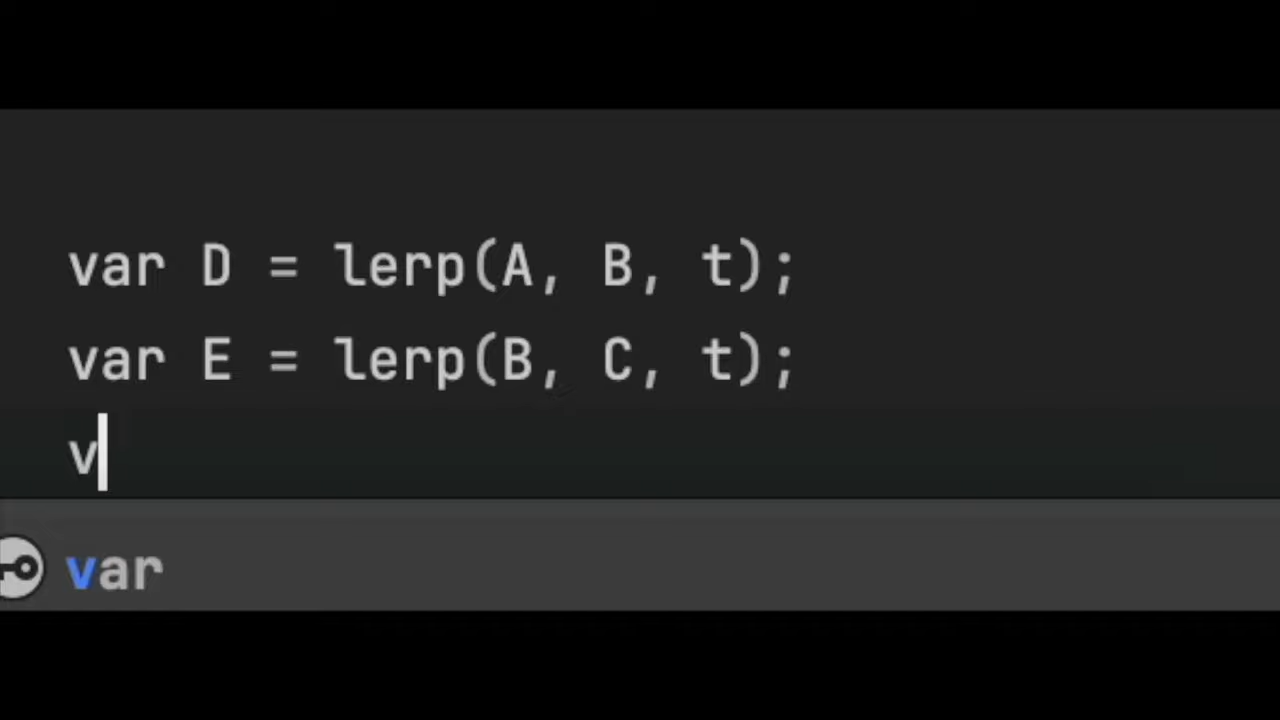 var D = lerp(A, B, t);
var E = lerp(B, C, t);
v
var